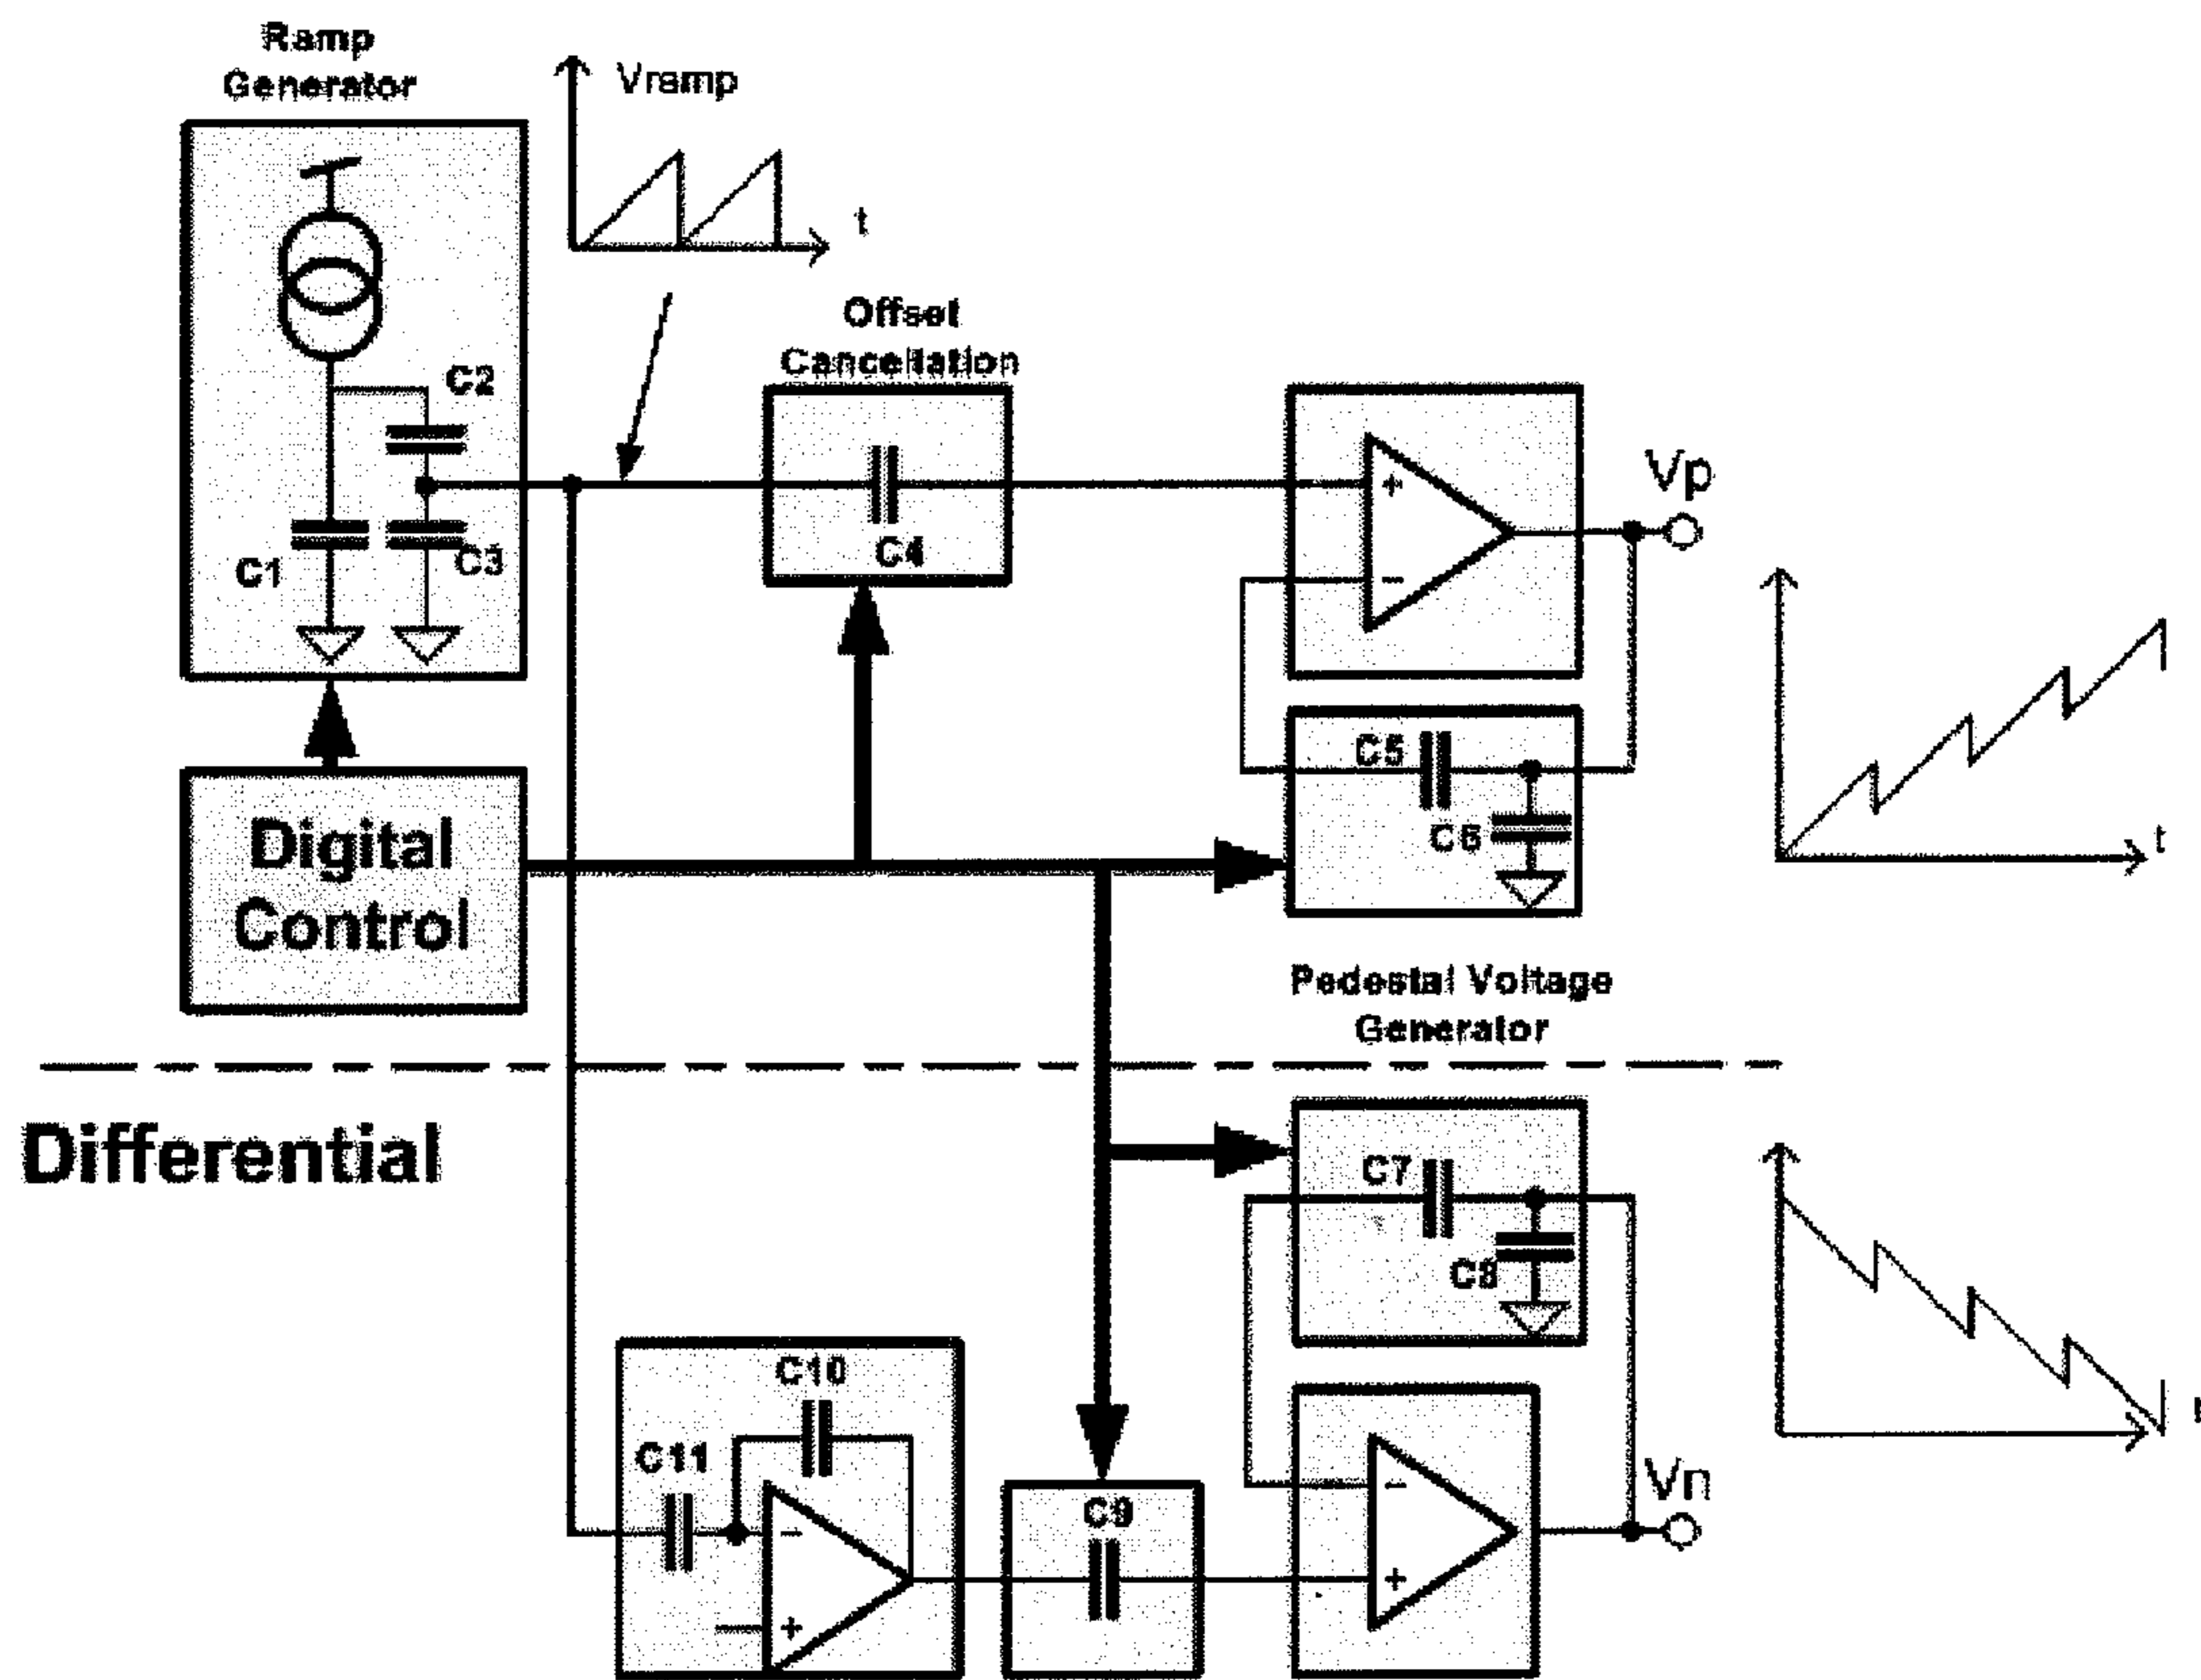 Ramp
Generator
Vramp
t
Offset
Cancellation
C2
C1
C3
C4
+
-
Vp
C5
C6
t
Digital
Control
Pedestal Voltage
Generator
Differential
C7
C8
C10
C11
C9
-
+
-
+
Vn